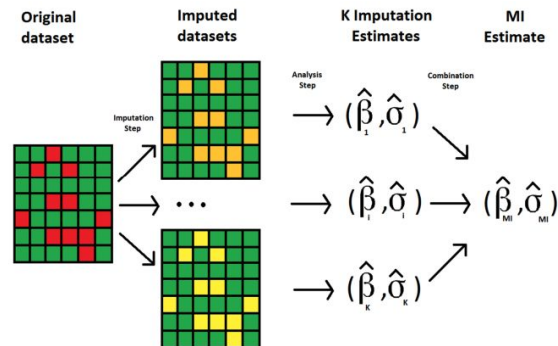 Original
dataset
Imputed
datasets
K Imputation
Estimates
MI
Estimate
Imputation
Step
Analysis
Step
Combination
Step
(β̂₁, σ̂₁)
...
(β̂ᵢ, σ̂ᵢ)
(β̂_MI, σ̂_MI)
(β̂_K, σ̂_K)